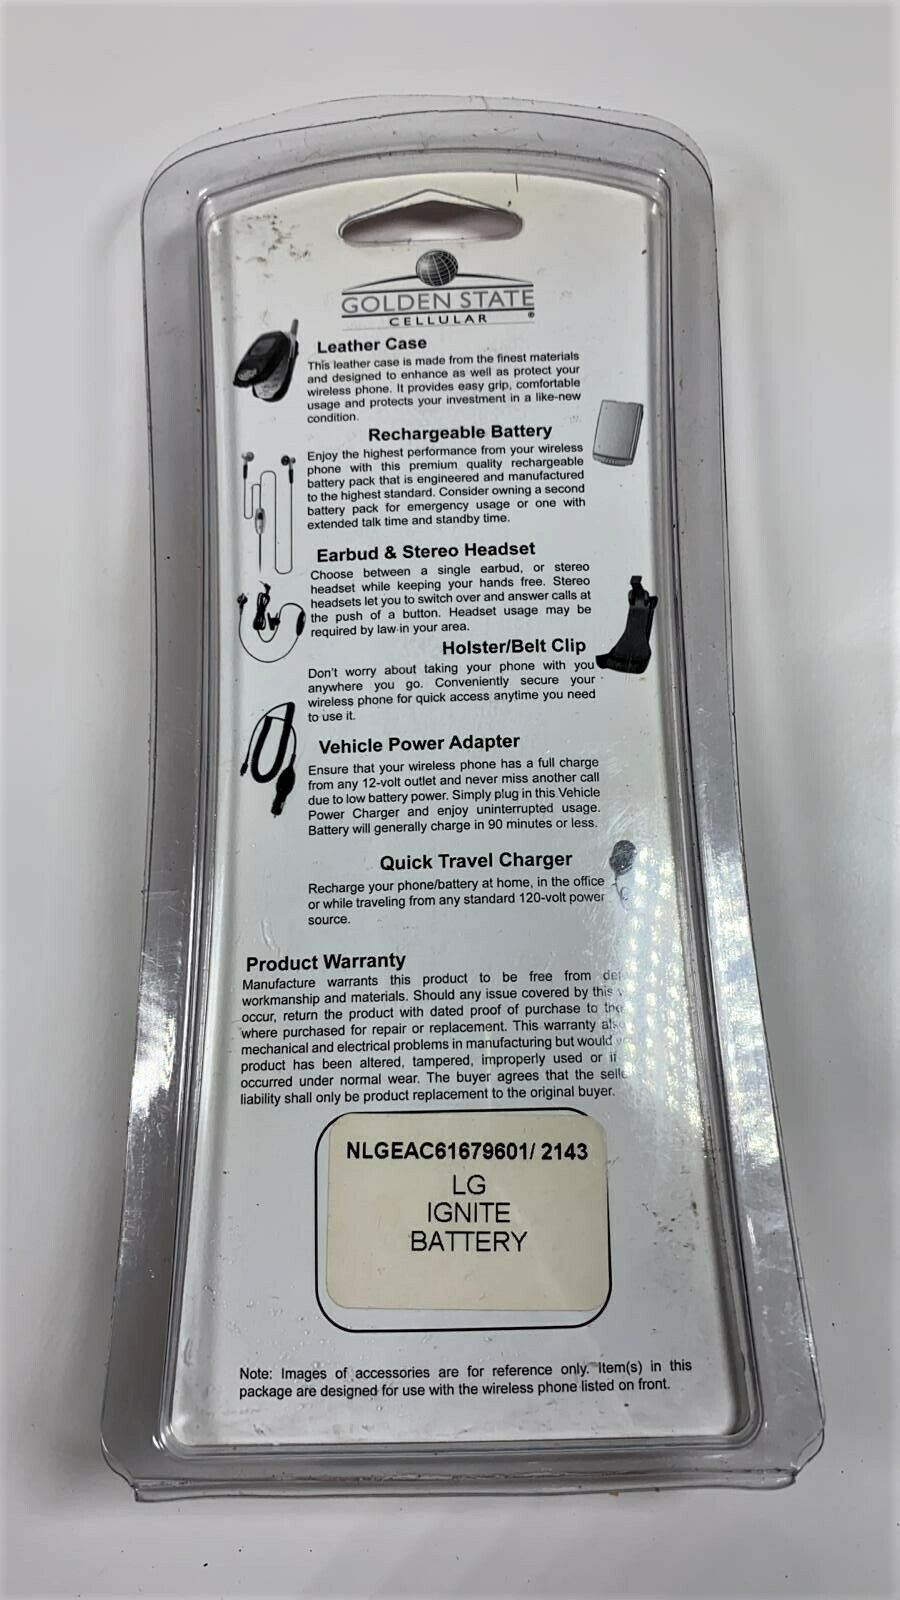 GOLDEN STATE
CELLULAR ®
Leather Case
This leather case is made from the finest materials
and designed to enhance as well as protect your
wireless phone. It provides easy grip, comfortable
usage and protects your investment in a like-new
condition.
Rechargeable Battery
Enjoy the highest performance from your wireless
phone with this premium quality rechargeable
battery pack that is engineered and manufactured
to the highest standard. Consider owning a second
battery pack for emergency usage or one with
extended talk time and standby time.
Earbud & Stereo Headset
Choose between a single earbud, or stereo
headset while keeping your hands free. Stereo
headsets let you to switch over and answer calls at
the push of a button. Headset usage may be
required by law in your area.
Holster/Belt Clip
Don't worry about taking your phone with you
anywhere you go. Conveniently secure your
wireless phone for quick access anytime you need
to use it.
Vehicle Power Adapter
Ensure that your wireless phone has a full charge
from any 12-volt outlet and never miss another call
due to low battery power. Simply plug in this Vehicle
Power Charger and enjoy uninterrupted usage.
Battery will generally charge in 90 minutes or less.
Quick Travel Charger
Recharge your phone/battery at home, in the office
or while traveling from any standard 120-volt power
source.
Product Warranty
Manufacture warrants this product to be free from
workmanship and materials. Should any issue covered by this
occur, return the product with dated proof of purchase to
where purchased for repair or replacement. This warranty
mechanical and electrical problems in manufacturing but would
product has been altered, tampered, improperly used or if
occurred under normal wear. The buyer agrees that the
liability shall only be product replacement to the original buyer.
NLGEAC61679601/ 2143
LG
IGNITE
BATTERY
Note: Images of accessories are for reference only. Item(s) in this
package are designed for use with the wireless phone listed on front.